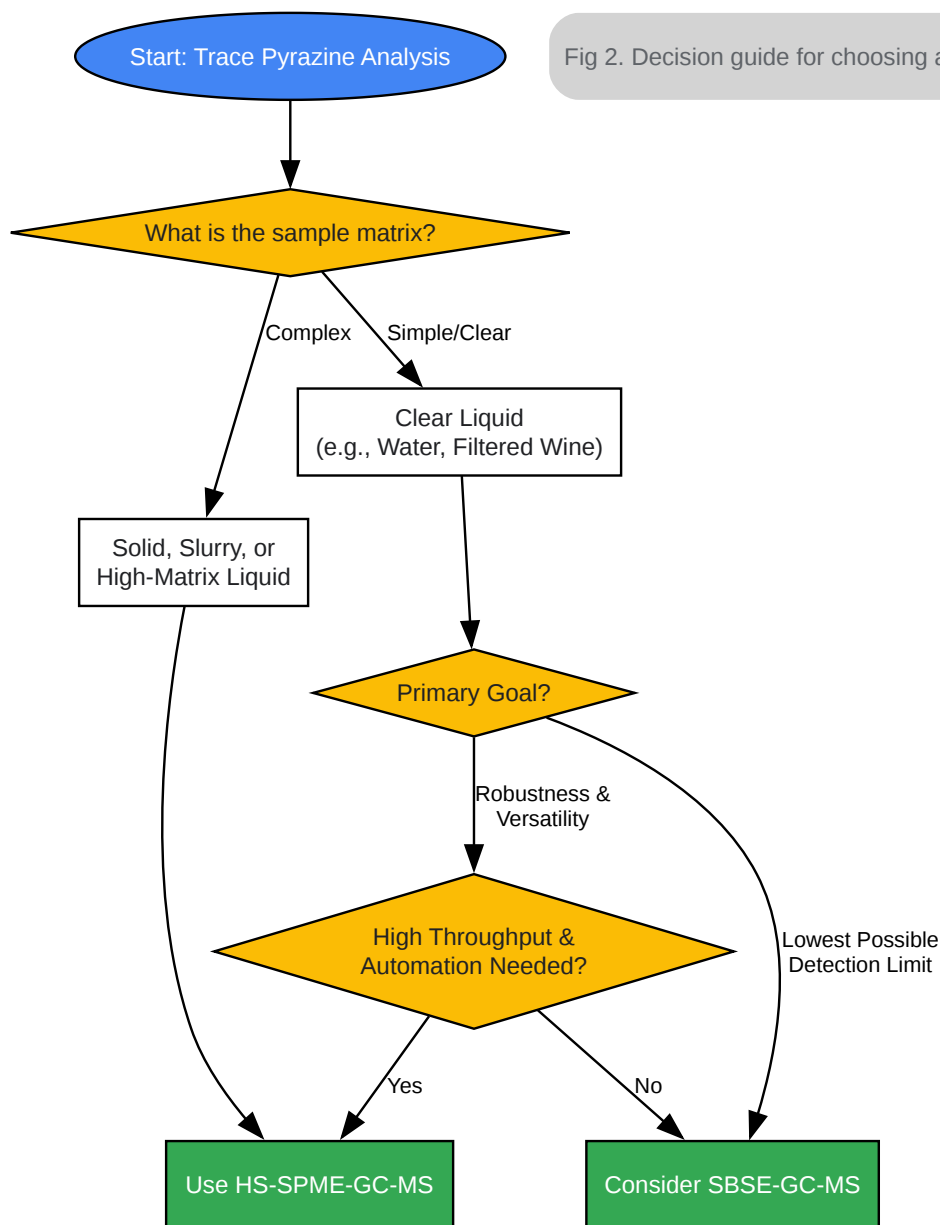 Start: Trace Pyrazine Analysis
Fig 2. Decision guide for choosing a
What is the sample matrix?
Complex
Simple/Clear
Clear Liquid
(e.g., Water, Filtered Wine)
Solid, Slurry, or
High-Matrix Liquid
Primary Goal?
Robustness &
Versatility
Lowest Possible
Detection Limit
High Throughput &
Automation Needed?
Yes
No
Use HS-SPME-GC-MS
Consider SBSE-GC-MS